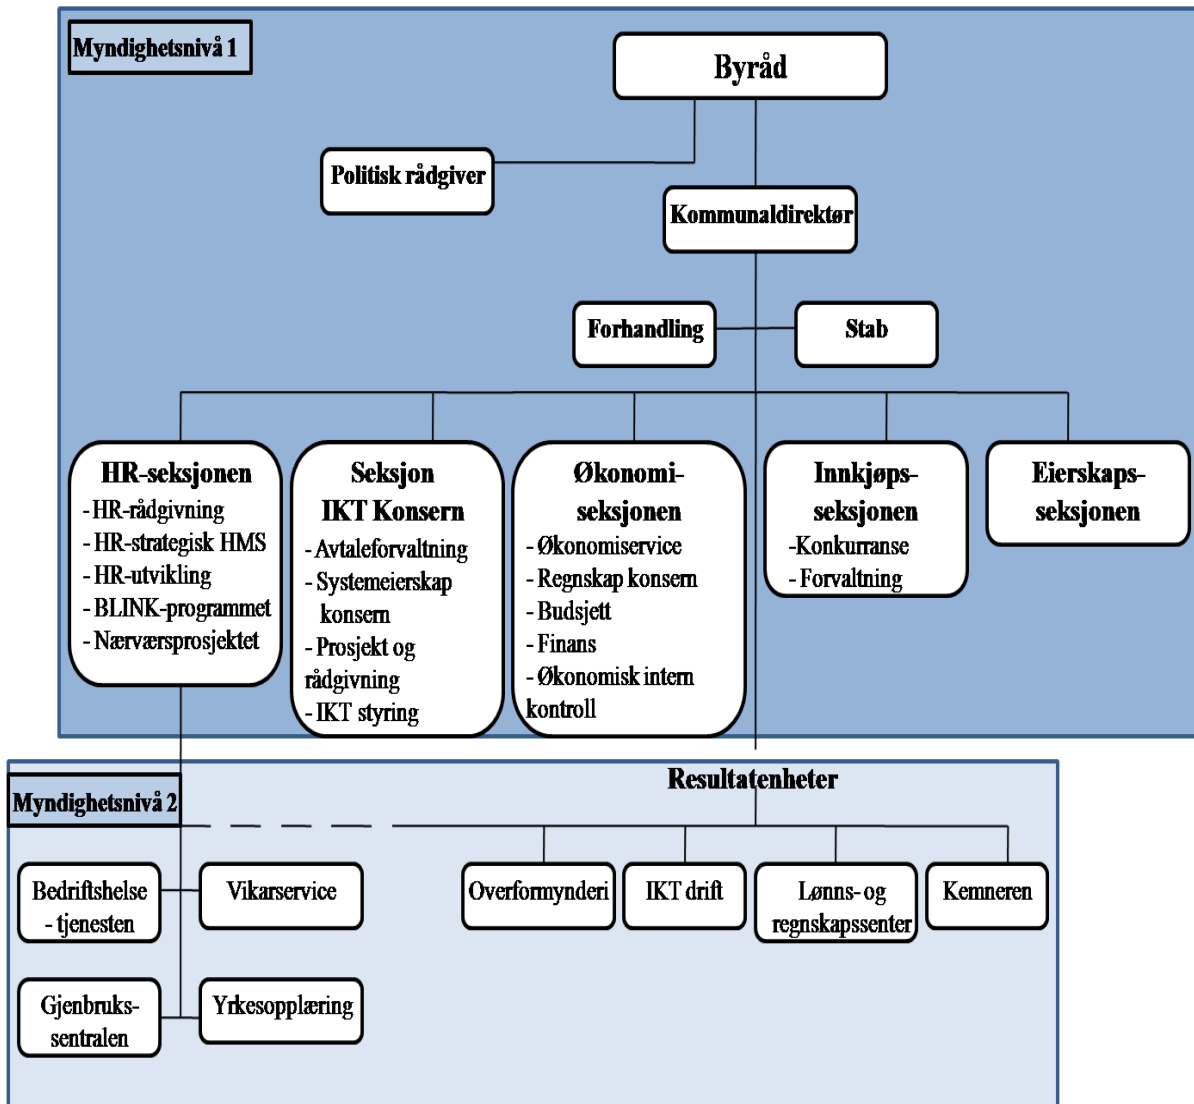 Myndighetsnivå 1
Byråd
Politisk rådgiver
Kommunaldirektør
Forhandling
Stab
HR-seksjonen
- HR-rådgivning
- HR-strategisk HMS
- HR-utvikling
- BLINK-programmet
- Nærværsprosjektet
Seksjon
IKT Konsern
- Avtaleforvaltning
- Systemeierskap
konsern
- Prosjekt og
rådgivning
- IKT styring
Økonomi-
seksjonen
- Økonomiservice
- Regnskap konsern
- Budsjett
- Finans
- Økonomisk intern
kontroll
Innkjøps-
seksjonen
-Konkurranse
- Forvaltning
Eierskaps-
seksjonen
Myndighetsnivå 2
Resultatenheter
Bedriftshelse
- tjenesten
Vikarservice
Overformynderi
IKT drift
Lønns- og
regnskapssenter
Kemneren
Gjenbruks-
sentralen
Yrkesopplæring